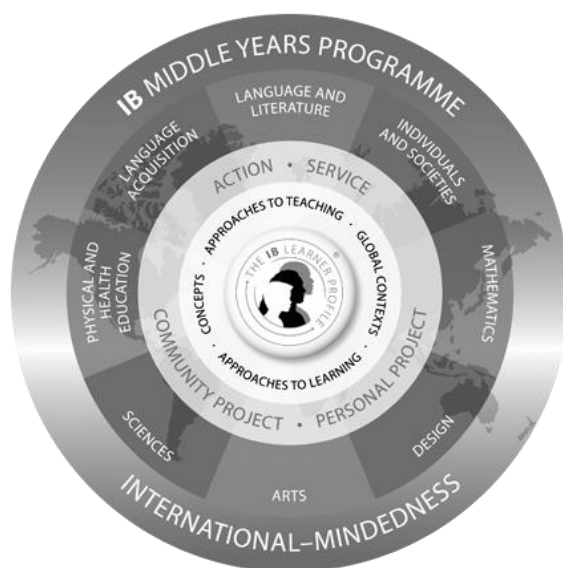 IB MIDDLE YEARS PROGRAMME
LANGUAGE AND
LITERATURE
INDIVIDUALS
AND SOCIETIES
MATHEMATICS
DESIGN
ARTS
SCIENCES
PHYSICAL AND
HEALTH
EDUCATION
LANGUAGE
ACQUISITION
ACTION • SERVICE
COMMUNITY PROJECT • PERSONAL PROJECT
APPROACHES TO TEACHING •
GLOBAL CONTEXTS •
APPROACHES TO LEARNING •
CONCEPTS •
THE IB LEARNER PROFILE
®
INTERNATIONAL–MINDEDNESS